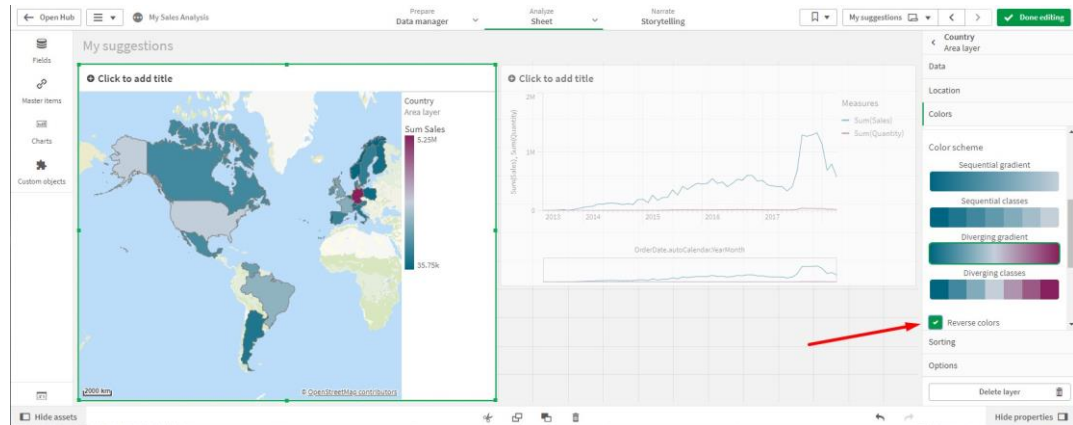 Open Hub
My Sales Analysis
Prepare
Data manager
Analyze
Sheet
Narrate
Storytelling
My suggestions
Done editing
Fields
Master items
Charts
Custom objects
Hide assets
My suggestions
Click to add title
Country
Area layer
Sum Sales
5.25M
35.75k
2000 km
© OpenStreetMap contributors
Click to add title
2M
1M
0
Sum(Sales), Sum(Quantity)
2013 2014 2015 2016 2017
OrderDate.autoCalendar.YearMonth
Measures
Sum(Sales)
Sum(Quantity)
Country
Area layer
Data
Location
Colors
Color scheme
Sequential gradient
Sequential classes
Diverging gradient
Diverging classes
Reverse colors
Sorting
Options
Delete layer
Hide properties